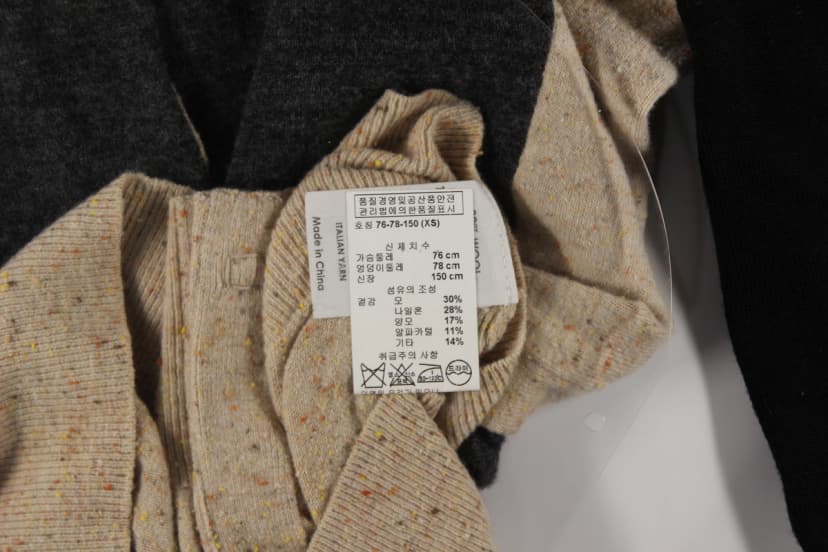 품질경영및공산품안전
관리법에의한품질표시
호칭 76-78-150 (XS)
신체치수
가슴둘레 76 cm
엉덩이둘레 78 cm
신장 150 cm
섬유의 조성
겉감 모 30%
나일론 28%
양모 17%
알파카털 11%
기타 14%
취급주의 사항
드라이
ITALIAN YARN
Made in China
WOOL